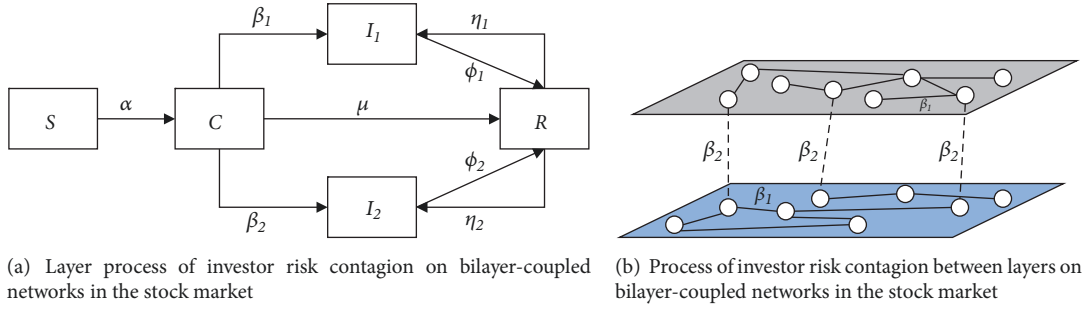 β1
I1
η1
ϕ1
S
α
C
μ
R
ϕ2
β2
I2
η2
β1
β2
β2
β2
β1
(a) Layer process of investor risk contagion on bilayer-coupled
networks in the stock market
(b) Process of investor risk contagion between layers on
bilayer-coupled networks in the stock market